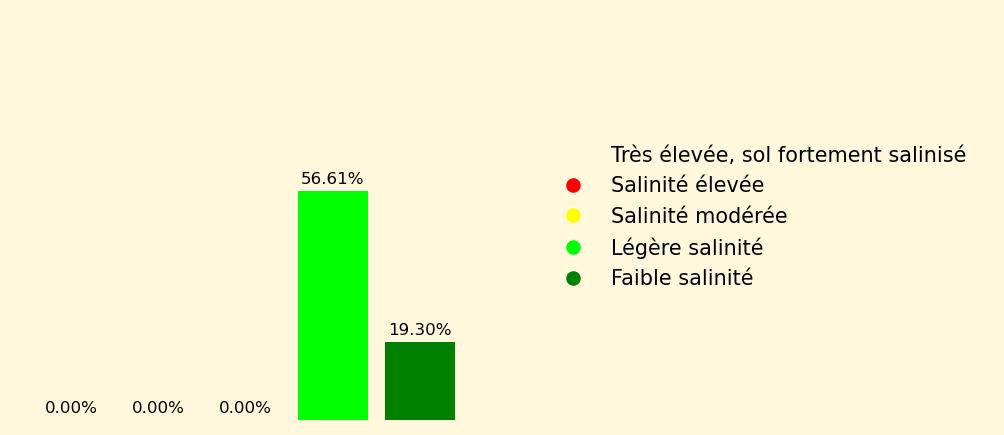 Très élevée, sol fortement salinisé
Salinité élevée
Salinité modérée
Légère salinité
Faible salinité
56.61%
19.30%
0.00%
0.00%
0.00%